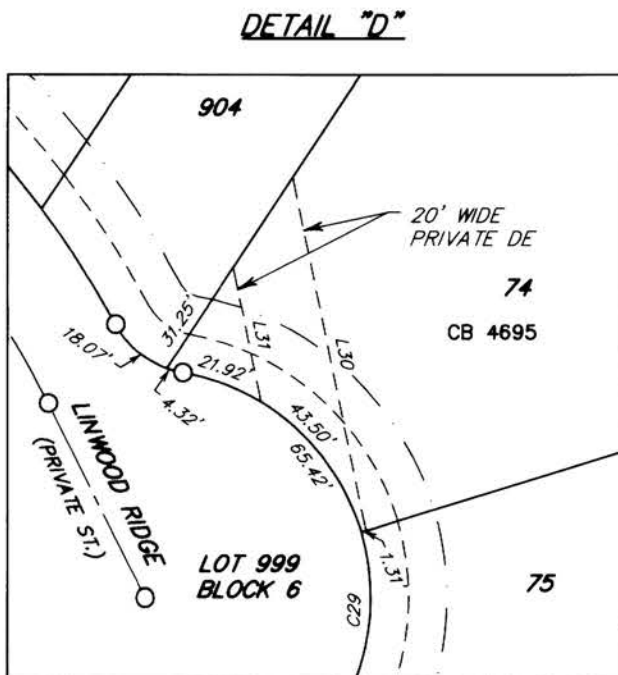 DETAIL "D"
904
20' WIDE
PRIVATE DE
74
CB 4695
31.25'
L31
L30
18.07'
21.92'
4.32'
43.50'
65.42'
LINWOOD RIDGE
(PRIVATE ST.)
LOT 999
BLOCK 6
1.31'
C29
75